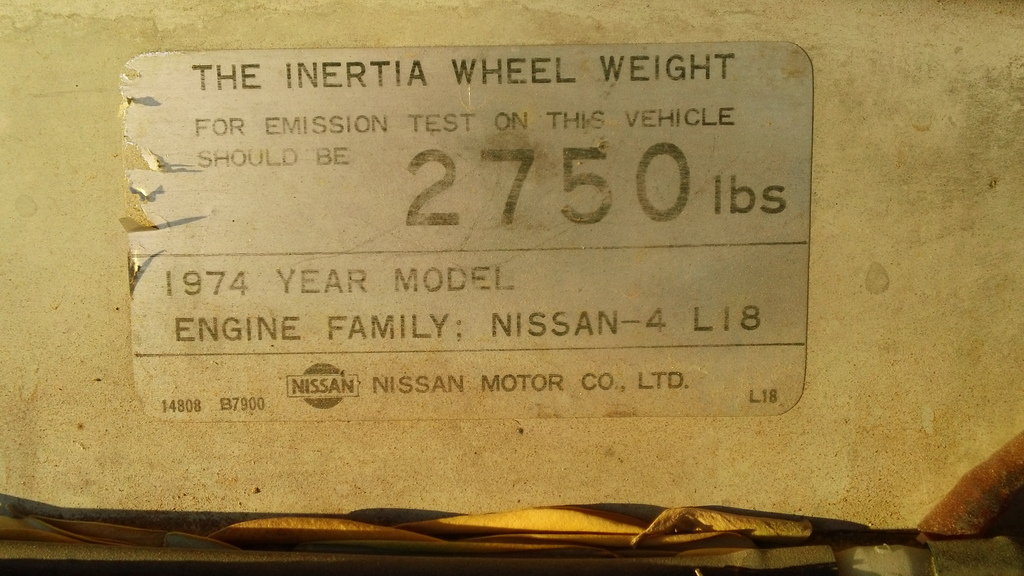 THE INERTIA WHEEL WEIGHT
FOR EMISSION TEST ON THIS VEHICLE
SHOULD BE 2750 lbs
1974 YEAR MODEL
ENGINE FAMILY; NISSAN-4 L18
NISSAN NISSAN MOTOR CO., LTD.
14808 B7900 L18